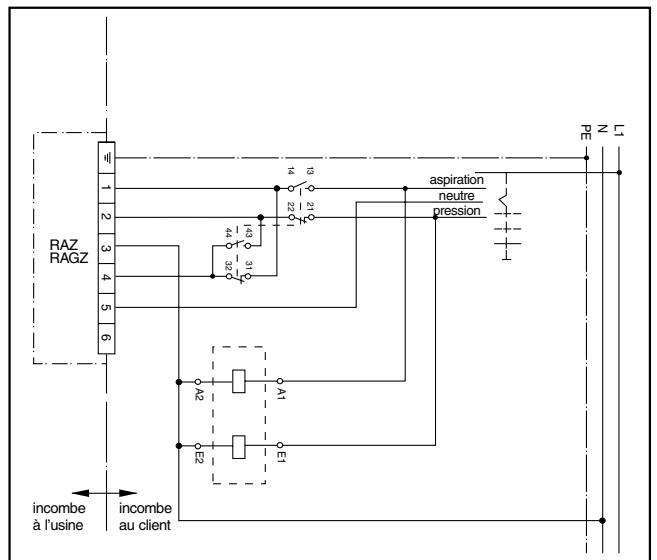 L1
N
PE
aspiration
neutre
pression
13
14
21
22
43
44
31
32
1
2
3
4
5
6
RAZ
RAGZ
A1
A2
E1
E2
incombe
à l'usine
incombe
au client